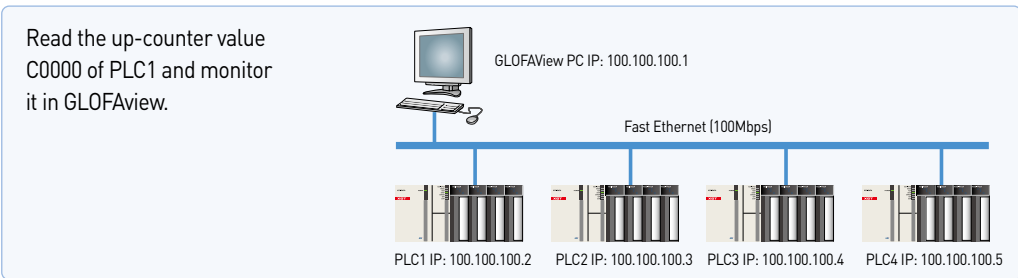 Read the up-counter value
C0000 of PLC1 and monitor
it in GLOFAview.
GLOFAView PC IP: 100.100.100.1
Fast Ethernet (100Mbps)
PLC1 IP: 100.100.100.2
PLC2 IP: 100.100.100.3
PLC3 IP: 100.100.100.4
PLC4 IP: 100.100.100.5